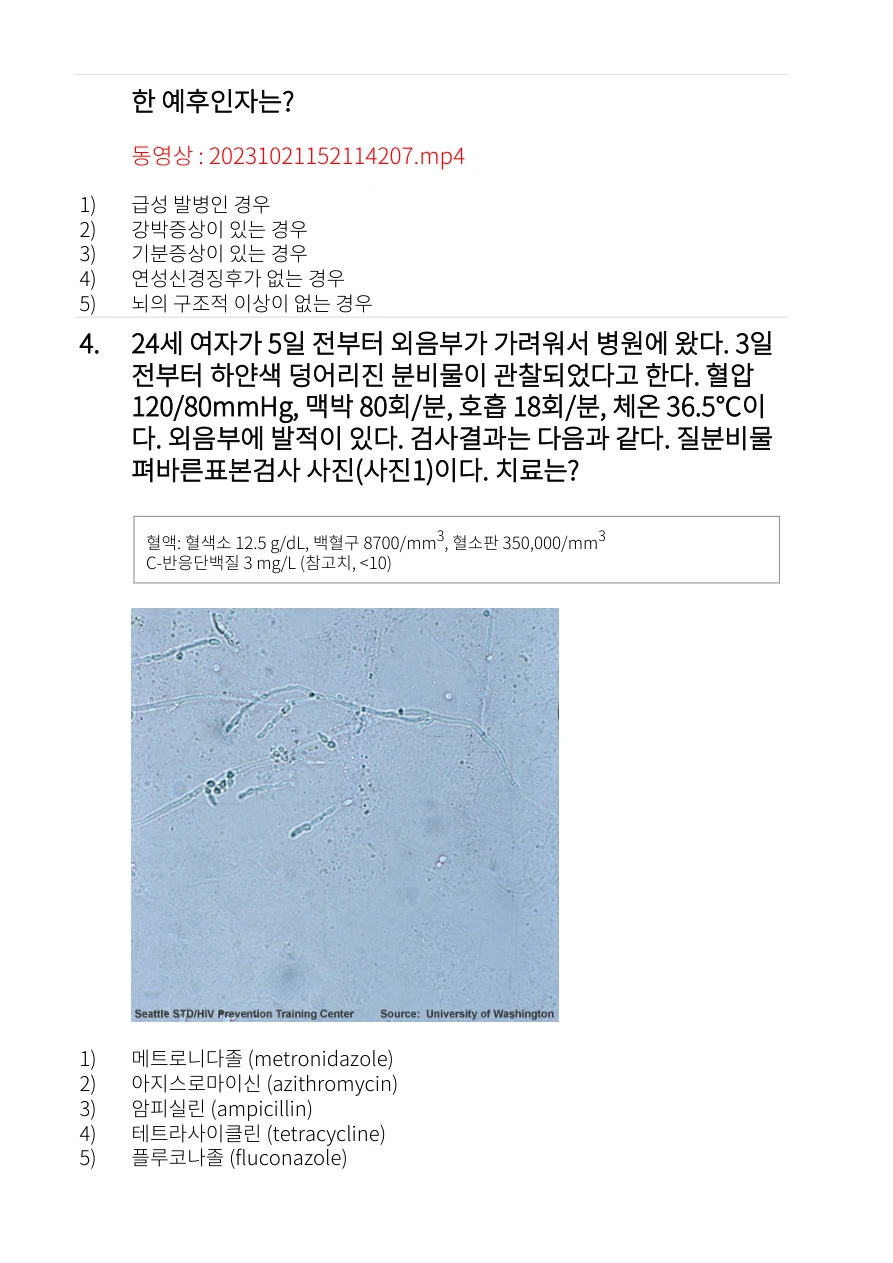 한 예후인자는?
동영상 : 20231021152114207.mp4
1) 급성 발병인 경우
2) 강박증상이 있는 경우
3) 기분증상이 있는 경우
4) 연성신경징후가 없는 경우
5) 뇌의 구조적 이상이 없는 경우
4. 24세 여자가 5일 전부터 외음부가 가려워서 병원에 왔다. 3일
전부터 하얀색 덩어리진 분비물이 관찰되었다고 한다. 혈압
120/80mmHg, 맥박 80회/분, 호흡 18회/분, 체온 36.5°C이
다. 외음부에 발적이 있다. 검사결과는 다음과 같다. 질분비물
펴바른표본검사 사진(사진1)이다. 치료는?
혈액: 혈색소 12.5 g/dL, 백혈구 8700/mm³, 혈소판 350,000/mm³
C-반응단백질 3 mg/L (참고치, <10)
Seattle STD/HIV Prevention Training Center Source: University of Washington
1) 메트로니다졸 (metronidazole)
2) 아지스로마이신 (azithromycin)
3) 암피실린 (ampicillin)
4) 테트라사이클린 (tetracycline)
5) 플루코나졸 (fluconazole)